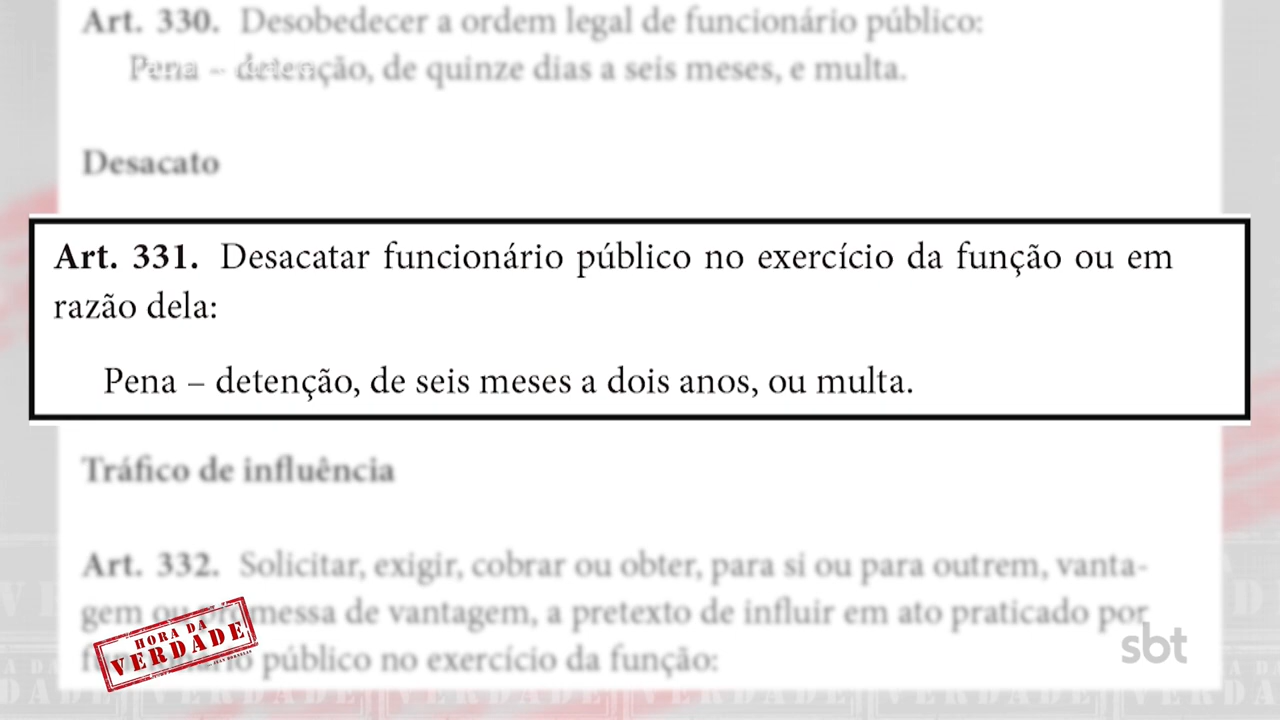 Art. 330. Desobedecer a ordem legal de funcionário público:
Pena – detenção, de quinze dias a seis meses, e multa.
Desacato
Art. 331. Desacatar funcionário público no exercício da função ou em
razão dela:
Pena – detenção, de seis meses a dois anos, ou multa.
Tráfico de influência
Art. 332. Solicitar, exigir, cobrar ou obter, para si ou para outrem, vanta-
gem ou promessa de vantagem, a pretexto de influir em ato praticado por
funcionário público no exercício da função:
HORA DA
VERDADE
sbt